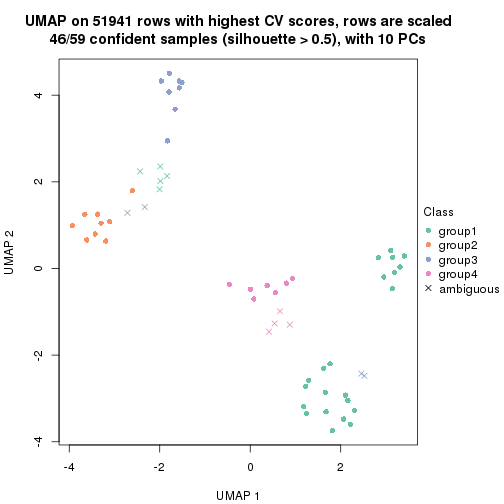 UMAP on 51941 rows with highest CV scores, rows are scaled
46/59 confident samples (silhouette > 0.5), with 10 PCs
4
2
0
-2
-4
UMAP 2
-4
-2
0
2
UMAP 1
Class
group1
group2
group3
group4
ambiguous